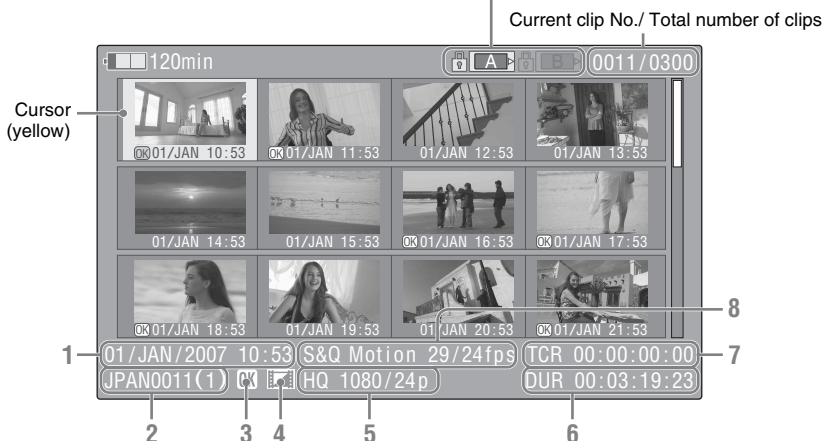 Current clip No./ Total number of clips
120min A B 0011/0300
Cursor
(yellow)
OK 01/JAN 10:53 OK 01/JAN 11:53 01/JAN 12:53 01/JAN 13:53
01/JAN 14:53 01/JAN 15:53 OK 01/JAN 16:53 OK 01/JAN 17:53
OK 01/JAN 18:53 01/JAN 19:53 01/JAN 20:53 OK 01/JAN 21:53
8
1 01/JAN/2007 10:53 S&Q Motion 29/24fps TCR 00:00:00:00 7
JPAN0011(1) OK HQ 1080/24p DUR 00:03:19:23
2 3 4 5 6